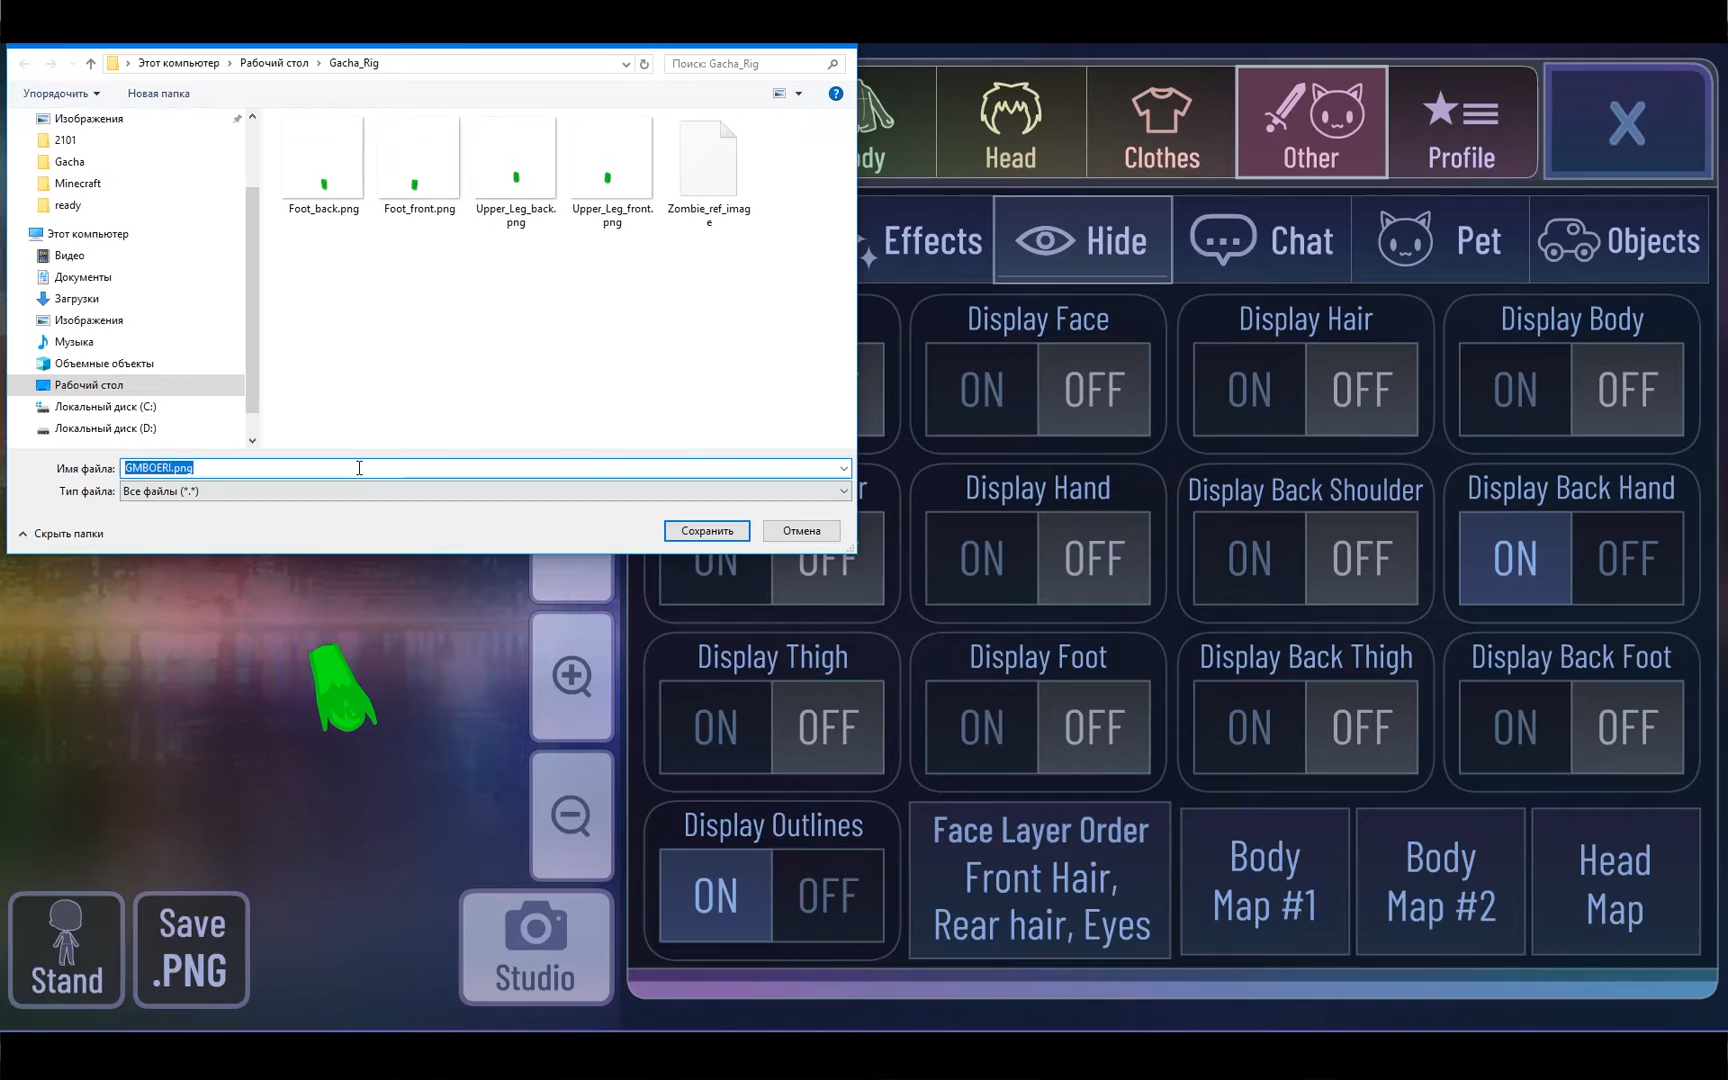 Этот компьютер
Рабочий стол
Gacha_Rig
Поиск: Gacha_Rig
Упорядочить
Новая папка
Изображения
2101
Gacha
Minecraft
ready
Этот компьютер
Видео
Документы
Загрузки
Изображения
Музыка
Объемные объекты
Рабочий стол
Локальный диск (C:)
Локальный диск (D:)
Foot_back.png
Foot_front.png
Upper_Leg_back.
png
Upper_Leg_front.
png
Zombie_ref_imag
e
Имя файла:
GMBOERI.png
Тип файла:
Все файлы (*.*)
Скрыть папки
Сохранить
Отмена
Head
Clothes
Other
Profile
X
Effects
Hide
Chat
Pet
Objects
Display Face
ON OFF
Display Hair
ON OFF
Display Body
ON OFF
ON OFF
Display Hand
ON OFF
Display Back Shoulder
ON OFF
Display Back Hand
ON OFF
Display Thigh
ON OFF
Display Foot
ON OFF
Display Back Thigh
ON OFF
Display Back Foot
ON OFF
Display Outlines
ON OFF
Face Layer Order
Front Hair,
Rear hair, Eyes
Body
Map #1
Body
Map #2
Head
Map
Stand
Save
.PNG
Studio